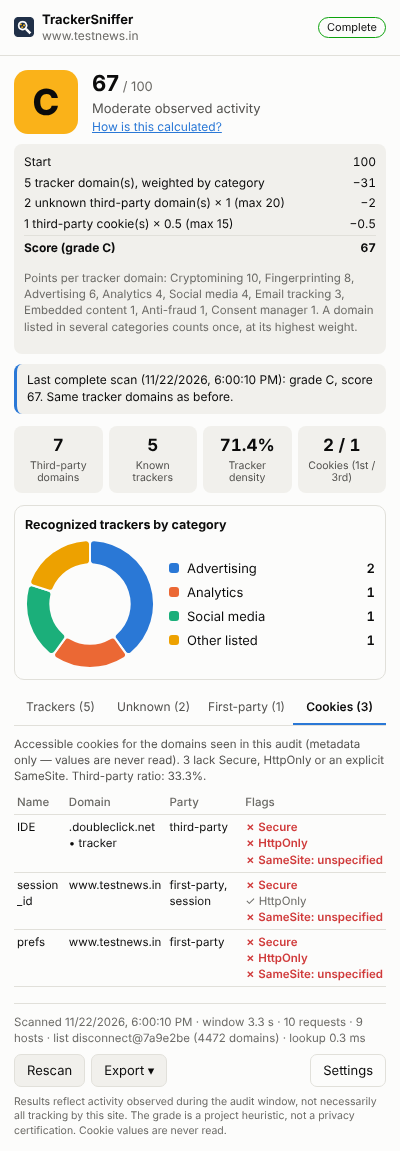 TrackerSniffer
www.testnews.in
Complete
C
67 / 100
Moderate observed activity
How is this calculated?
Start 100
5 tracker domain(s), weighted by category −31
2 unknown third-party domain(s) × 1 (max 20) −2
1 third-party cookie(s) × 0.5 (max 15) −0.5
Score (grade C) 67
Points per tracker domain: Cryptomining 10, Fingerprinting 8,
Advertising 6, Analytics 4, Social media 4, Email tracking 3,
Embedded content 1, Anti-fraud 1, Consent manager 1. A domain
listed in several categories counts once, at its highest weight.
Last complete scan (11/22/2026, 6:00:10 PM): grade C, score
67. Same tracker domains as before.
7
Third-party
domains
5
Known
trackers
71.4%
Tracker
density
2 / 1
Cookies (1st /
3rd)
Recognized trackers by category
Advertising 2
Analytics 1
Social media 1
Other listed 1
Trackers (5) Unknown (2) First-party (1) Cookies (3)
Accessible cookies for the domains seen in this audit (metadata
only — values are never read). 3 lack Secure, HttpOnly or an explicit
SameSite. Third-party ratio: 33.3%.
Name Domain Party Flags
IDE .doubleclick.net third-party ✕ Secure
• tracker ✕ HttpOnly
✕ SameSite: unspecified
session www.testnews.in first-party, ✕ Secure
_id session ✓ HttpOnly
✕ SameSite: unspecified
prefs www.testnews.in first-party ✕ Secure
✕ HttpOnly
✕ SameSite: unspecified
Scanned 11/22/2026, 6:00:10 PM · window 3.3 s · 10 requests · 9
hosts · list disconnect@7a9e2be (4472 domains) · lookup 0.3 ms
Rescan Export ▾ Settings
Results reflect activity observed during the audit window, not necessarily
all tracking by this site. The grade is a project heuristic, not a privacy
certification. Cookie values are never read.